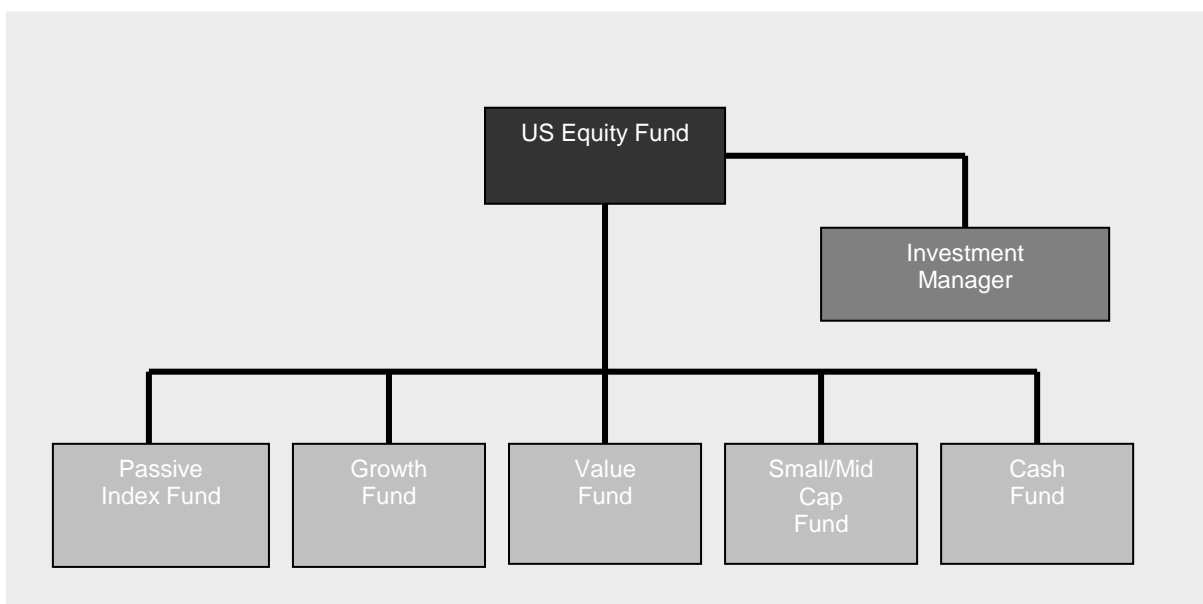 US Equity Fund
Investment
Manager
Passive
Index Fund
Growth
Fund
Value
Fund
Small/Mid
Cap
Fund
Cash
Fund